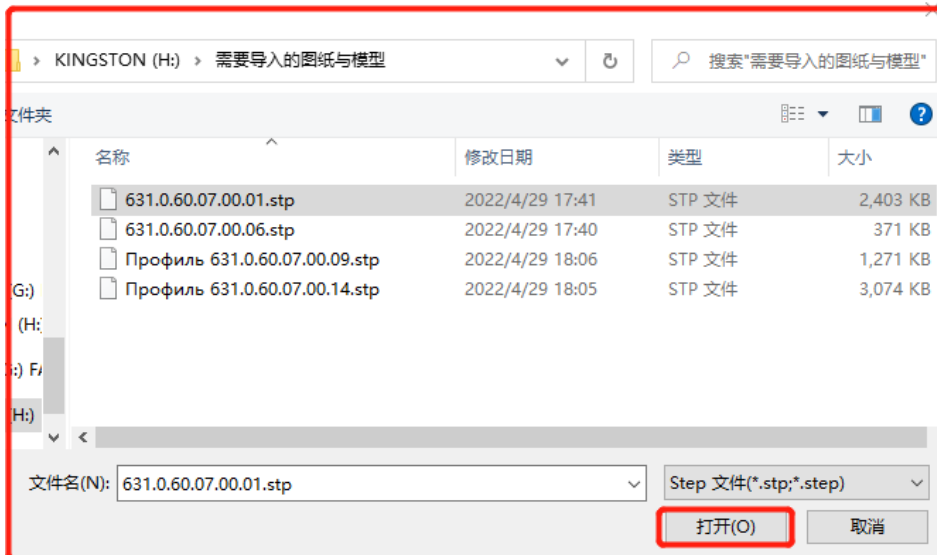 KINGSTON (H:) › 需要导入的图纸与模型
搜索"需要导入的图纸与模型"
文件夹
名称 修改日期 类型 大小
631.0.60.07.00.01.stp 2022/4/29 17:41 STP 文件 2,403 KB
631.0.60.07.00.06.stp 2022/4/29 17:40 STP 文件 371 KB
Профиль 631.0.60.07.00.09.stp 2022/4/29 18:06 STP 文件 1,271 KB
Профиль 631.0.60.07.00.14.stp 2022/4/29 18:05 STP 文件 3,074 KB
G:)
(H:
:) FA
(H:)
文件名(N): 631.0.60.07.00.01.stp Step 文件(*.stp;*.step)
打开(O) 取消